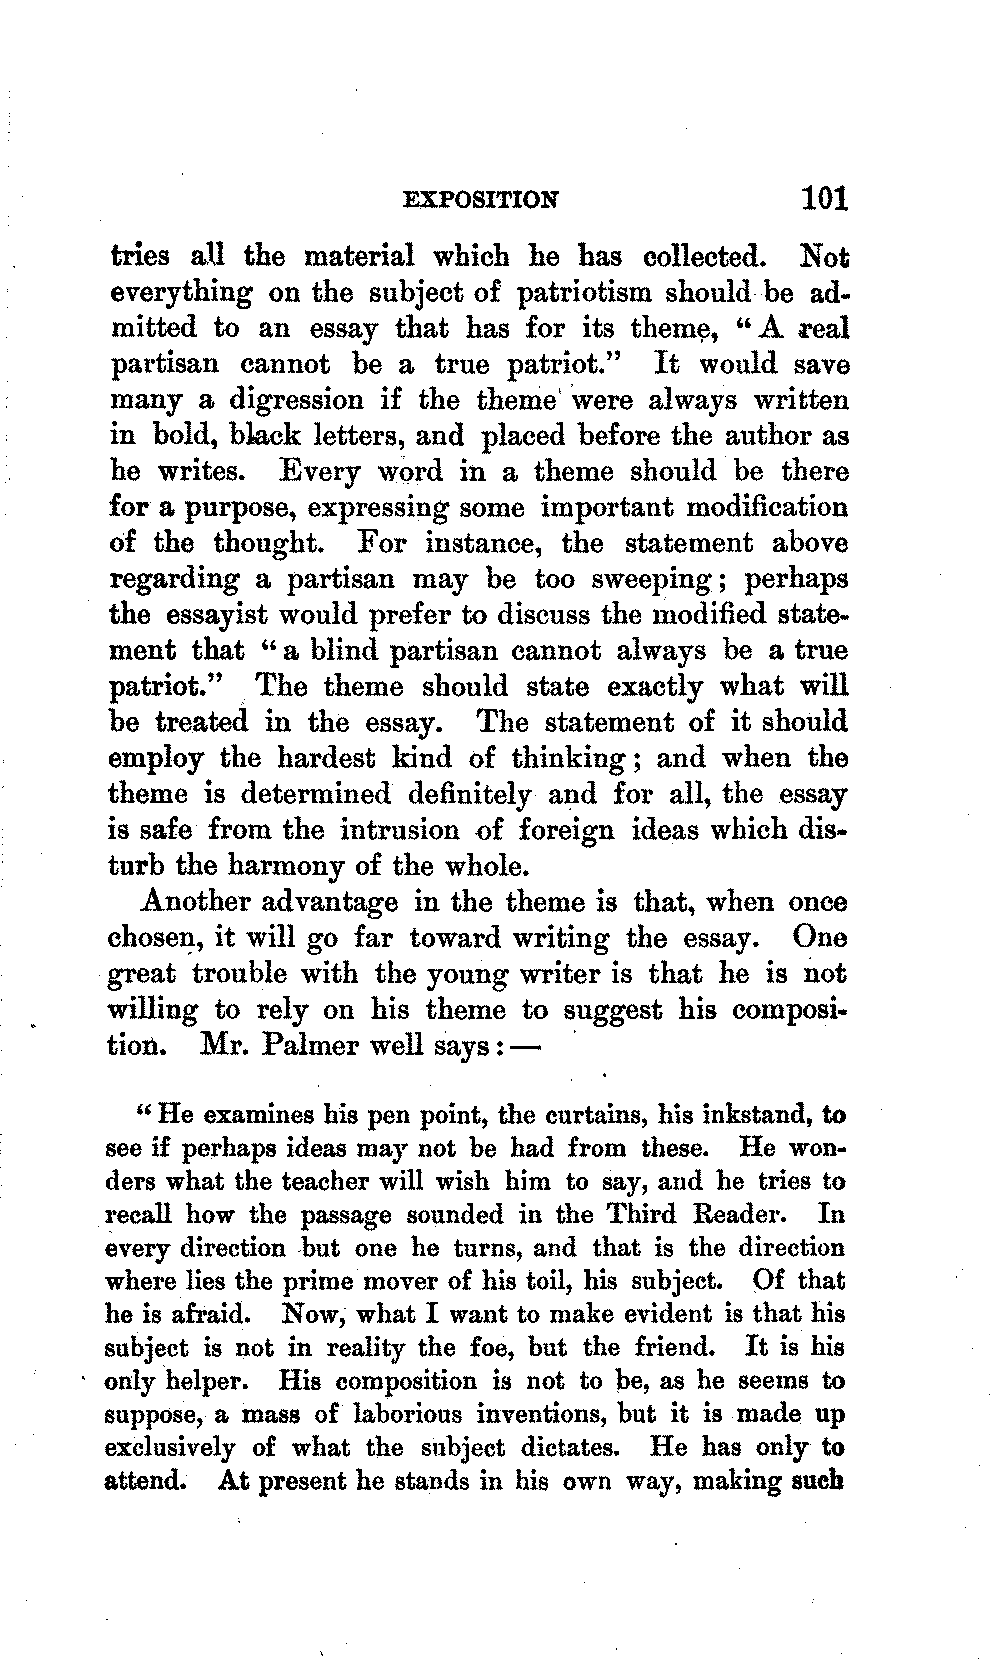 EXPOSITION 101
tries all the material which he has collected. Not
everything on the subject of patriotism should be ad-
mitted to an essay that has for its theme, "A real
partisan cannot be a true patriot." It would save
many a digression if the theme were always written
in bold, black letters, and placed before the author as
he writes. Every word in a theme should be there
for a purpose, expressing some important modification
of the thought. For instance, the statement above
regarding a partisan may be too sweeping; perhaps
the essayist would prefer to discuss the modified state-
ment that "a blind partisan cannot always be a true
patriot." The theme should state exactly what will
be treated in the essay. The statement of it should
employ the hardest kind of thinking; and when the
theme is determined definitely and for all, the essay
is safe from the intrusion of foreign ideas which dis-
turb the harmony of the whole.
Another advantage in the theme is that, when once
chosen, it will go far toward writing the essay. One
great trouble with the young writer is that he is not
willing to rely on his theme to suggest his composi-
tion. Mr. Palmer well says:—
"He examines his pen point, the curtains, his inkstand, to
see if perhaps ideas may not be had from these. He won-
ders what the teacher will wish him to say, and he tries to
recall how the passage sounded in the Third Reader. In
every direction but one he turns, and that is the direction
where lies the prime mover of his toil, his subject. Of that
he is afraid. Now, what I want to make evident is that his
subject is not in reality the foe, but the friend. It is his
only helper. His composition is not to be, as he seems to
suppose, a mass of laborious inventions, but it is made up
exclusively of what the subject dictates. He has only to
attend. At present he stands in his own way, making such